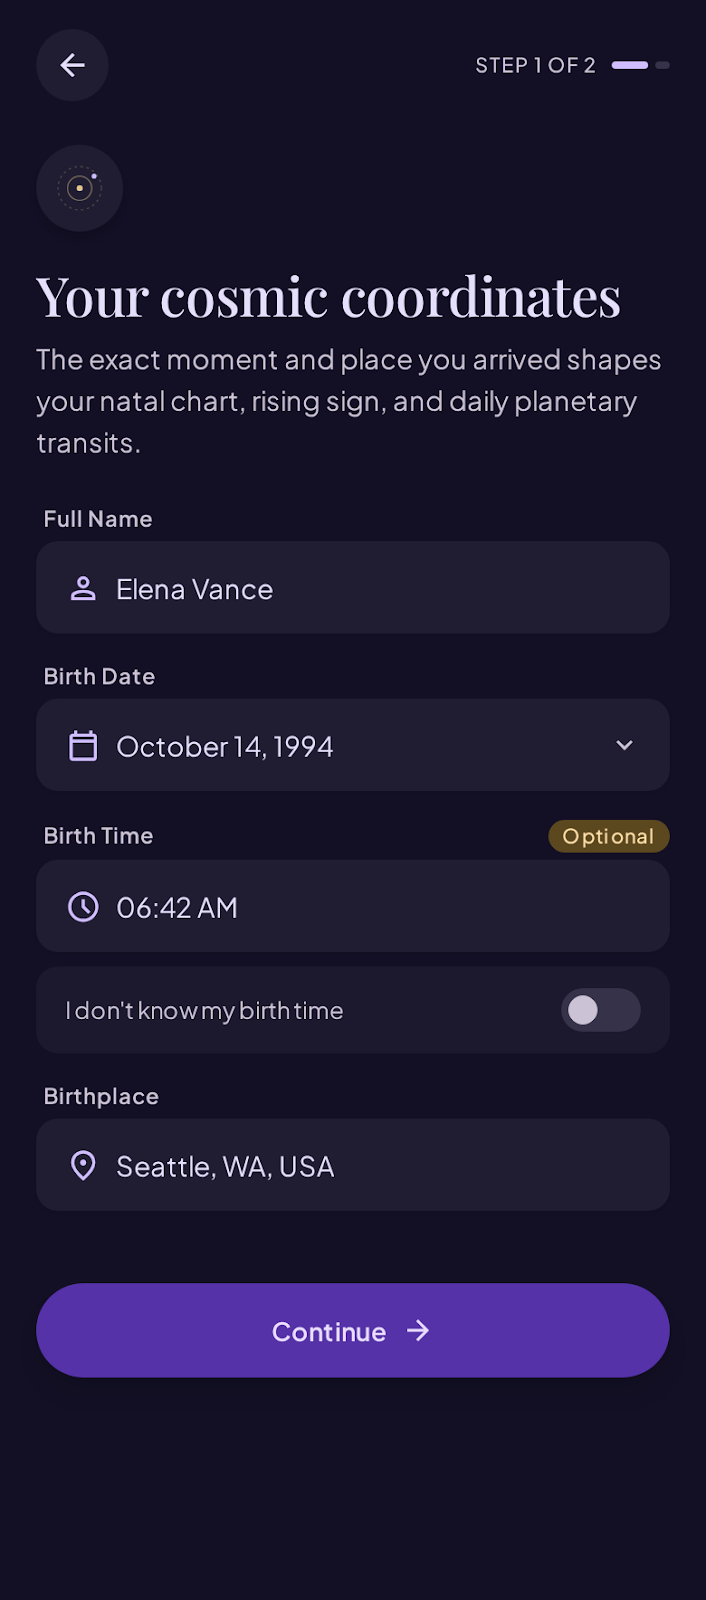 STEP 1 OF 2
Your cosmic coordinates
The exact moment and place you arrived shapes
your natal chart, rising sign, and daily planetary
transits.
Full Name
Elena Vance
Birth Date
October 14, 1994
Birth Time
Optional
06:42 AM
I don't know my birth time
Birthplace
Seattle, WA, USA
Continue